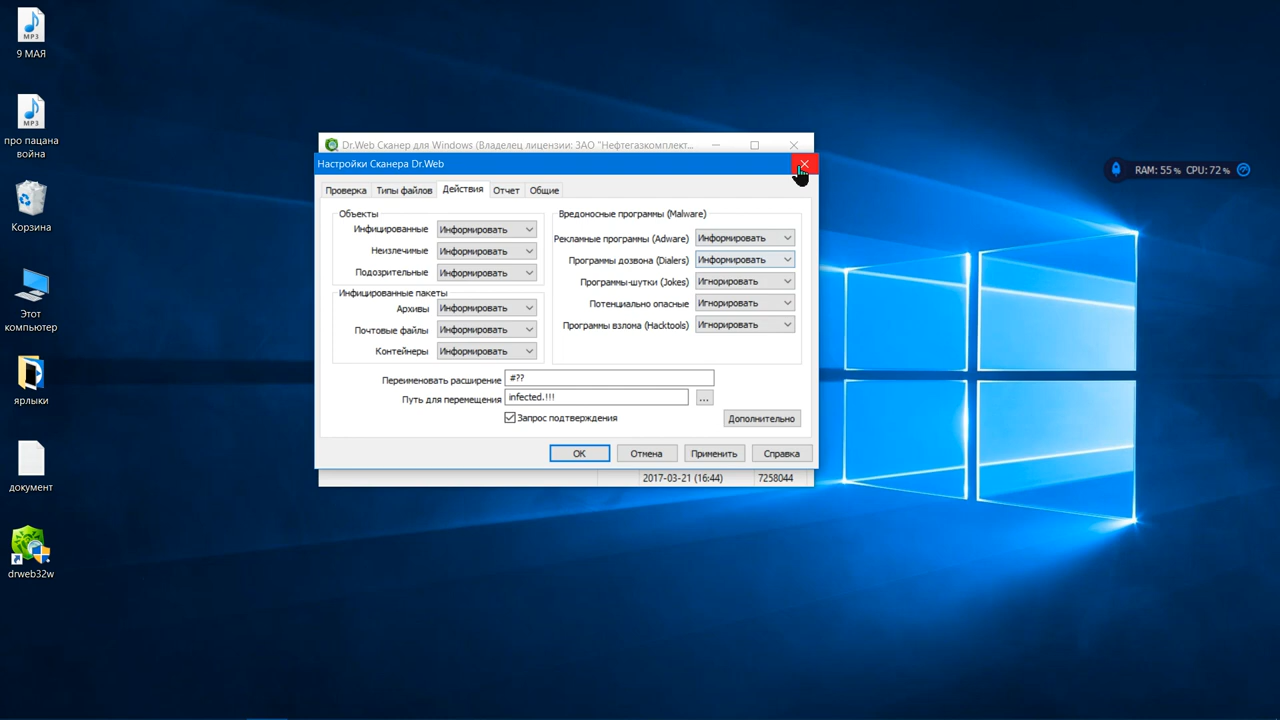 9 МАЯ
про пацана
война
Корзина
Этот
компьютер
ярлыки
документ
drweb32w
Dr.Web Сканер для Windows (Владелец лицензии: ЗАО "Нефтегазкомплект...
Настройки Сканера Dr.Web
Проверка Типы файлов Действия Отчет Общие
Объекты
Инфицированные Информировать
Неизлечимые Информировать
Подозрительные Информировать
Инфицированные пакеты
Архивы Информировать
Почтовые файлы Информировать
Контейнеры Информировать
Вредоносные программы (Malware)
Рекламные программы (Adware) Информировать
Программы дозвона (Dialers) Информировать
Программы-шутки (Jokes) Игнорировать
Потенциально опасные Игнорировать
Программы взлома (Hacktools) Игнорировать
Переименовать расширение #??
Путь для перемещения infected.!!! ...
Запрос подтверждения Дополнительно
OK Отмена Применить Справка
2017-03-21 (16:44) 7258044
RAM: 55% CPU: 72%
MP3
MP3